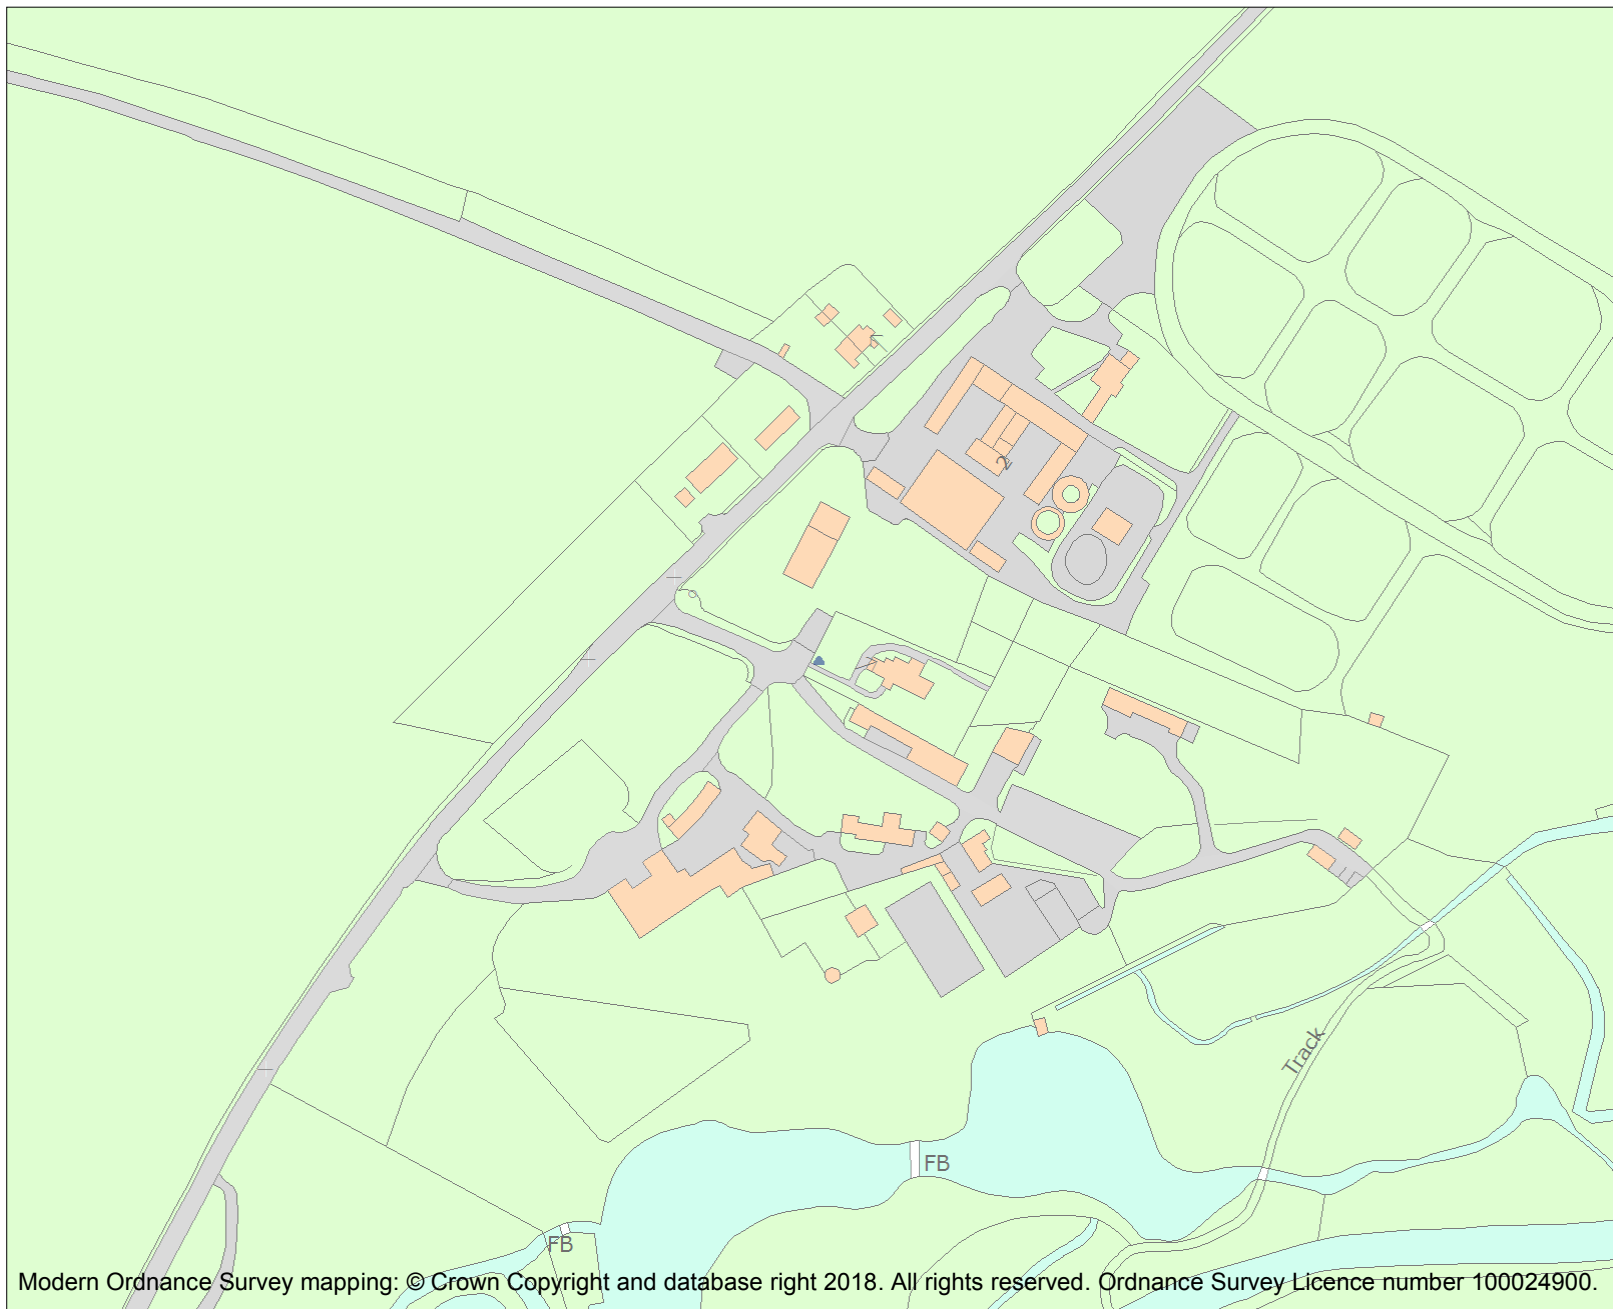 2
Track
FB
FB
Modern Ordnance Survey mapping: © Crown Copyright and database right 2018. All rights reserved. Ordnance Survey Licence number 100024900.